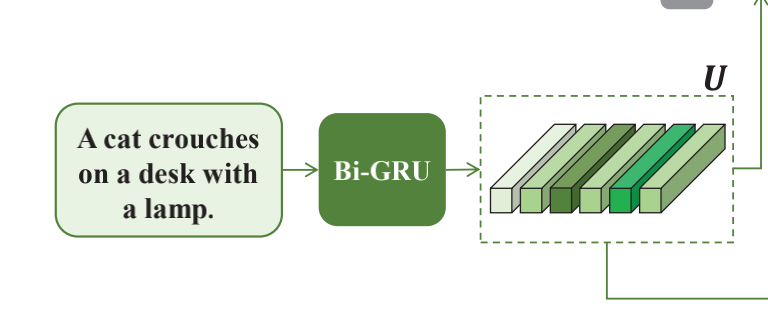 U
A cat crouches
on a desk with
a lamp.
Bi-GRU